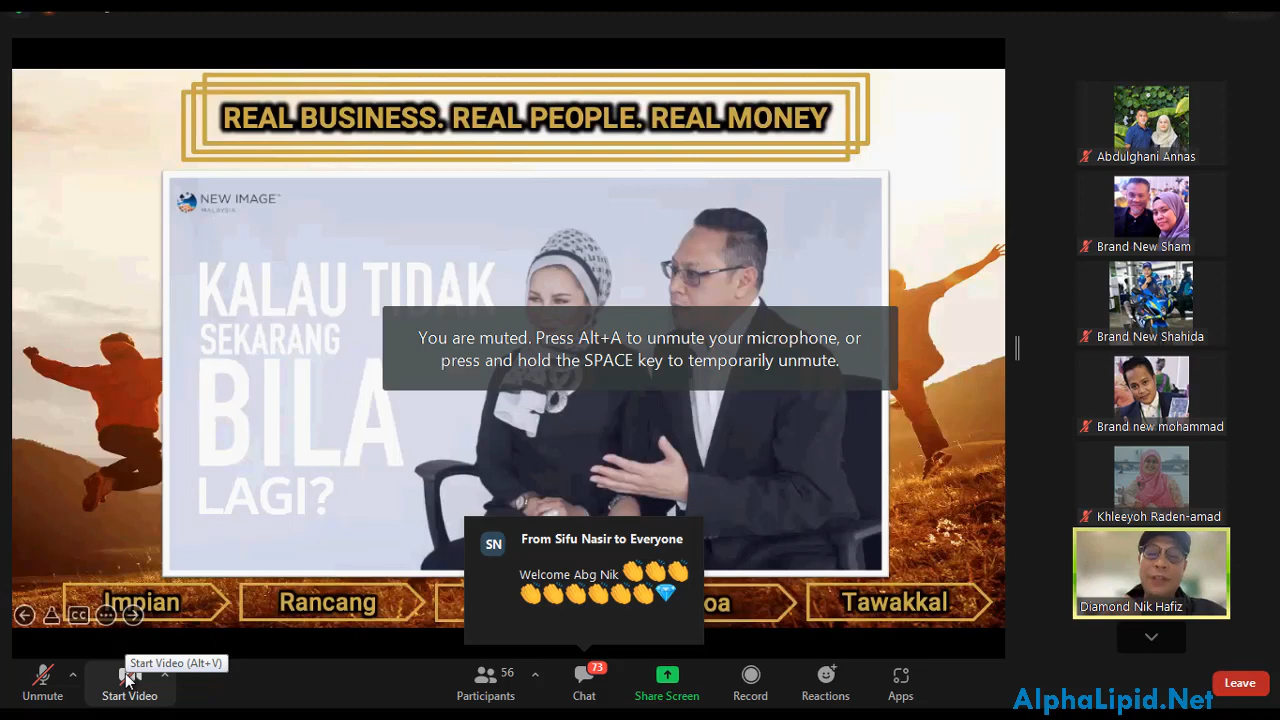 REAL BUSINESS. REAL PEOPLE. REAL MONEY
NEW IMAGE™
MALAYSIA
KALAU TIDAK
SEKARANG
BILA
LAGI?
You are muted. Press Alt+A to unmute your microphone, or
press and hold the SPACE key to temporarily unmute.
SN
From Sifu Nasir to Everyone
Welcome Abg Nik 👏👏👏
👏👏👏👏👏👏💎
Impian
Rancang
oa
Tawakkal
CC
Abdulghani Annas
Brand New Sham
Brand New Shahida
Brand new mohammad
Khleeyoh Raden-amad
Diamond Nik Hafiz
Start Video (Alt+V)
Unmute
Start Video
56
Participants
73
Chat
Share Screen
Record
Reactions
Apps
Leave
AlphaLipid.Net